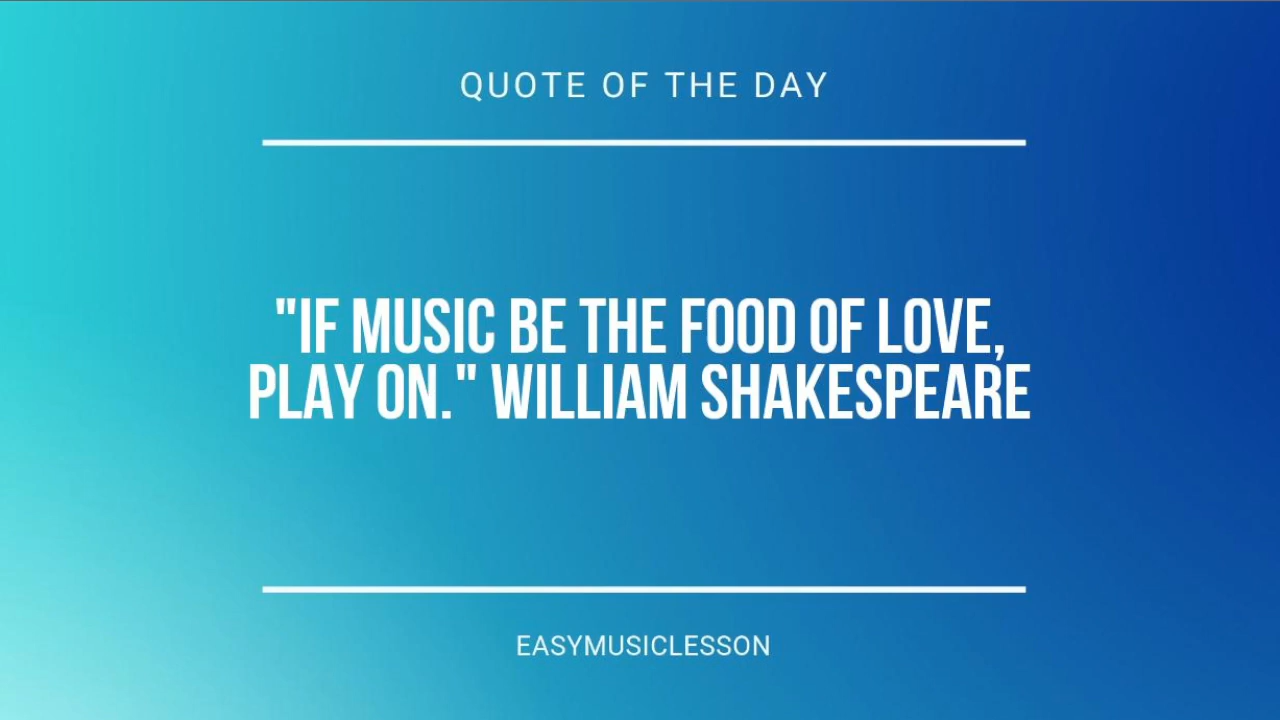 QUOTE OF THE DAY
"IF MUSIC BE THE FOOD OF LOVE,
PLAY ON." WILLIAM SHAKESPEARE
EASYMUSICLESSON